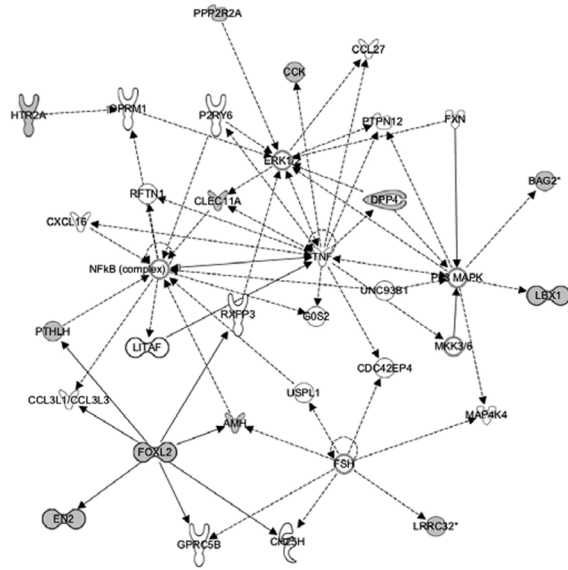 PPP2R2A
CCL27
CCK
HTR2A
OPRM1
P2RY6
PTPN12
FXN
ERK1/2
BAG2*
RFTN1
CLEC11A
DPP4
CXCL16
TNF
NFkB (complex)
P38 MAPK
UNC93B1
LBX1
PTHLH
RXFP3
G0S2
LITAF
MKK3/6
CDC42EP4
CCL3L1/CCL3L3
USPL1
AMH
MAP4K4
FOXL2
FSH
EN2
LRRC32*
GPRC5B
CH25H